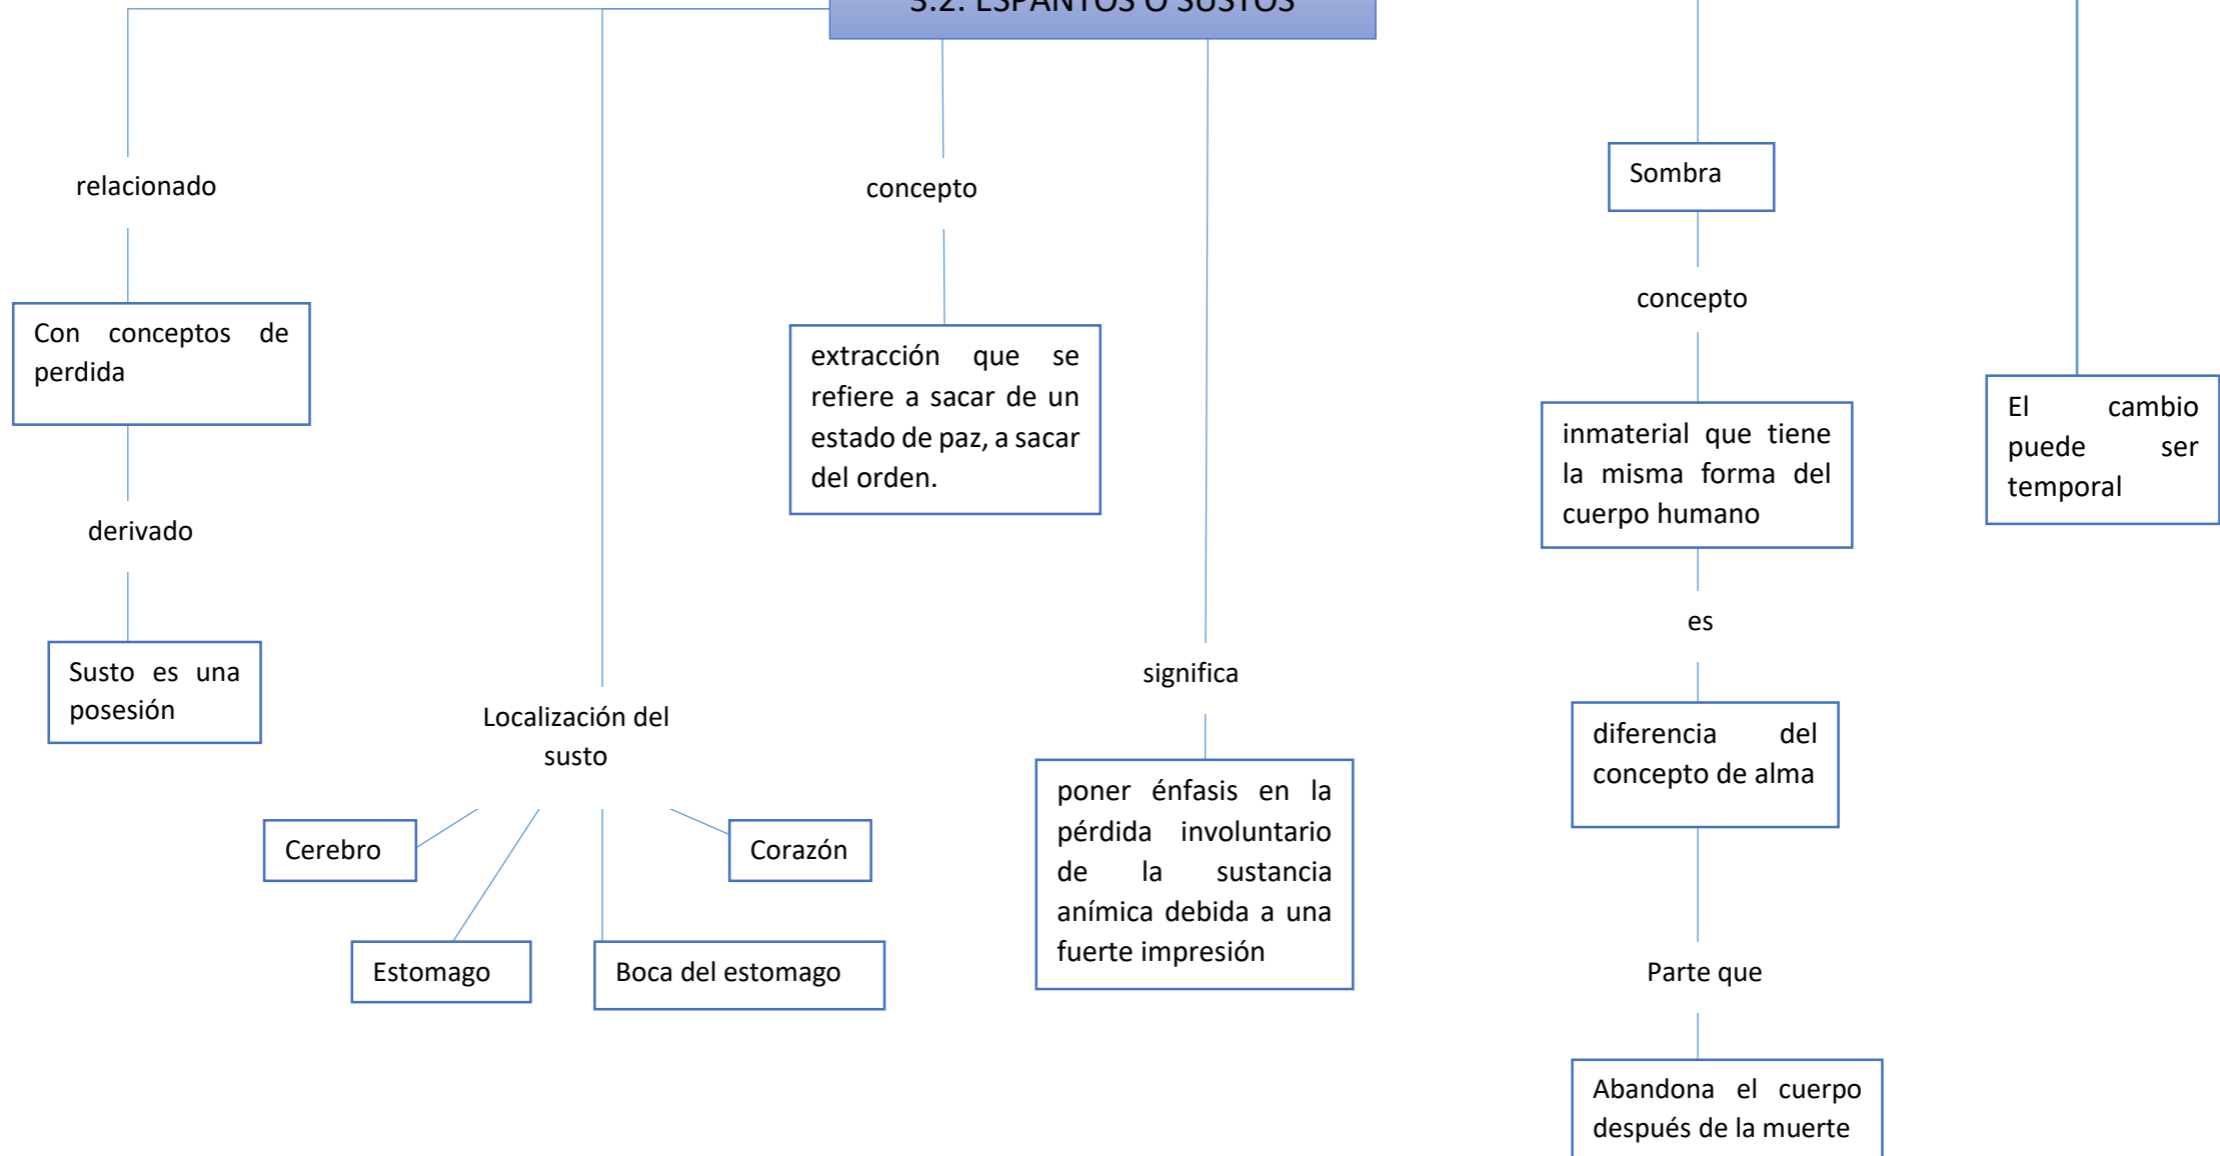 3.2. ESPANTOS O SUSTOS
relacionado
Con conceptos de
perdida
derivado
Susto es una
posesión
Localización del
susto
Cerebro
Corazón
Estomago
Boca del estomago
concepto
extracción que se
refiere a sacar de un
estado de paz, a sacar
del orden.
significa
poner énfasis en la
pérdida involuntario
de la sustancia
anímica debida a una
fuerte impresión
Sombra
concepto
inmaterial que tiene
la misma forma del
cuerpo humano
es
diferencia del
concepto de alma
Parte que
Abandona el cuerpo
después de la muerte
El cambio
puede ser
temporal